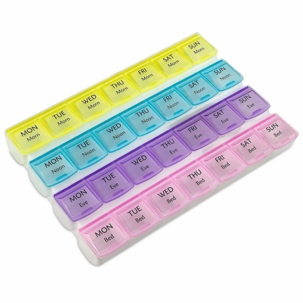 MON TUE WED THU FRI SAT SUN
Morn Morn Morn Morn Morn Morn Morn
MON TUE WED THU FRI SAT SUN
Noon Noon Noon Noon Noon Noon Noon
MON TUE WED THU FRI SAT SUN
Eve Eve Eve Eve Eve Eve Eve
MON TUE WED THU FRI SAT SUN
Bed Bed Bed Bed Bed Bed Bed